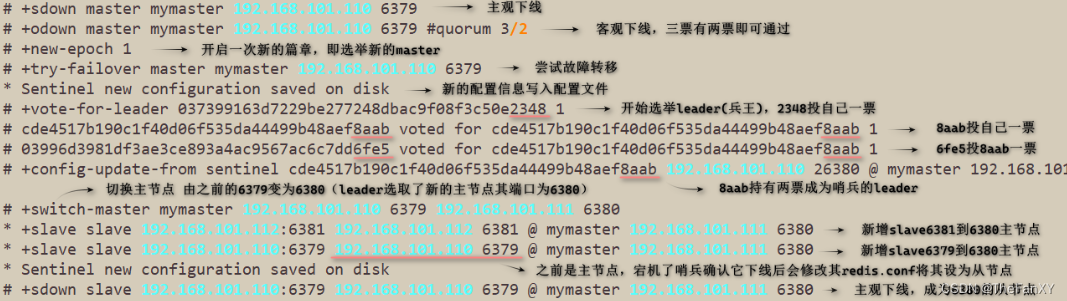 # +sdown master mymaster 192.168.101.110 6379 主观下线
# +odown master mymaster 192.168.101.110 6379 #quorum 3/2 客观下线，三票有两票即可通过
# +new-epoch 1 开启一次新的篇章，即选举新的master
# +try-failover master mymaster 192.168.101.110 6379 尝试故障转移
* Sentinel new configuration saved on disk 新的配置信息写入配置文件
# +vote-for-leader 037399163d7229be277248dbac9f08f3c50e2348 1 开始选举leader(兵王)，2348投自己一票
# cde4517b190c1f40d06f535da44499b48aef8aab voted for cde4517b190c1f40d06f535da44499b48aef8aab 1 8aab投自己一票
# 03996d3981df3ae3ce893a4ac9567ac6c7dd6fe5 voted for cde4517b190c1f40d06f535da44499b48aef8aab 1 6fe5投8aab一票
# +config-update-from sentinel cde4517b190c1f40d06f535da44499b48aef8aab 192.168.101.110 26380 @ mymaster 192.168.101
切换主节点 由之前的6379变为6380（leader选取了新的主节点其端口为6380） 8aab持有两票成为哨兵的leader
# +switch-master mymaster 192.168.101.110 6379 192.168.101.111 6380
* +slave slave 192.168.101.112:6381 192.168.101.112 6381 @ mymaster 192.168.101.111 6380 新增slave6381到6380主节点
* +slave slave 192.168.101.110:6379 192.168.101.110 6379 @ mymaster 192.168.101.111 6380 新增slave6379到6380主节点
* Sentinel new configuration saved on disk 之前是主节点，宕机了哨兵确认它下线后会修改其redis.conf将其设为从节点
# +sdown slave 192.168.101.110:6379 192.168.101.110 6379 @ mymaster 192.168.101.111 6380 主观下线，成为6380的从节点